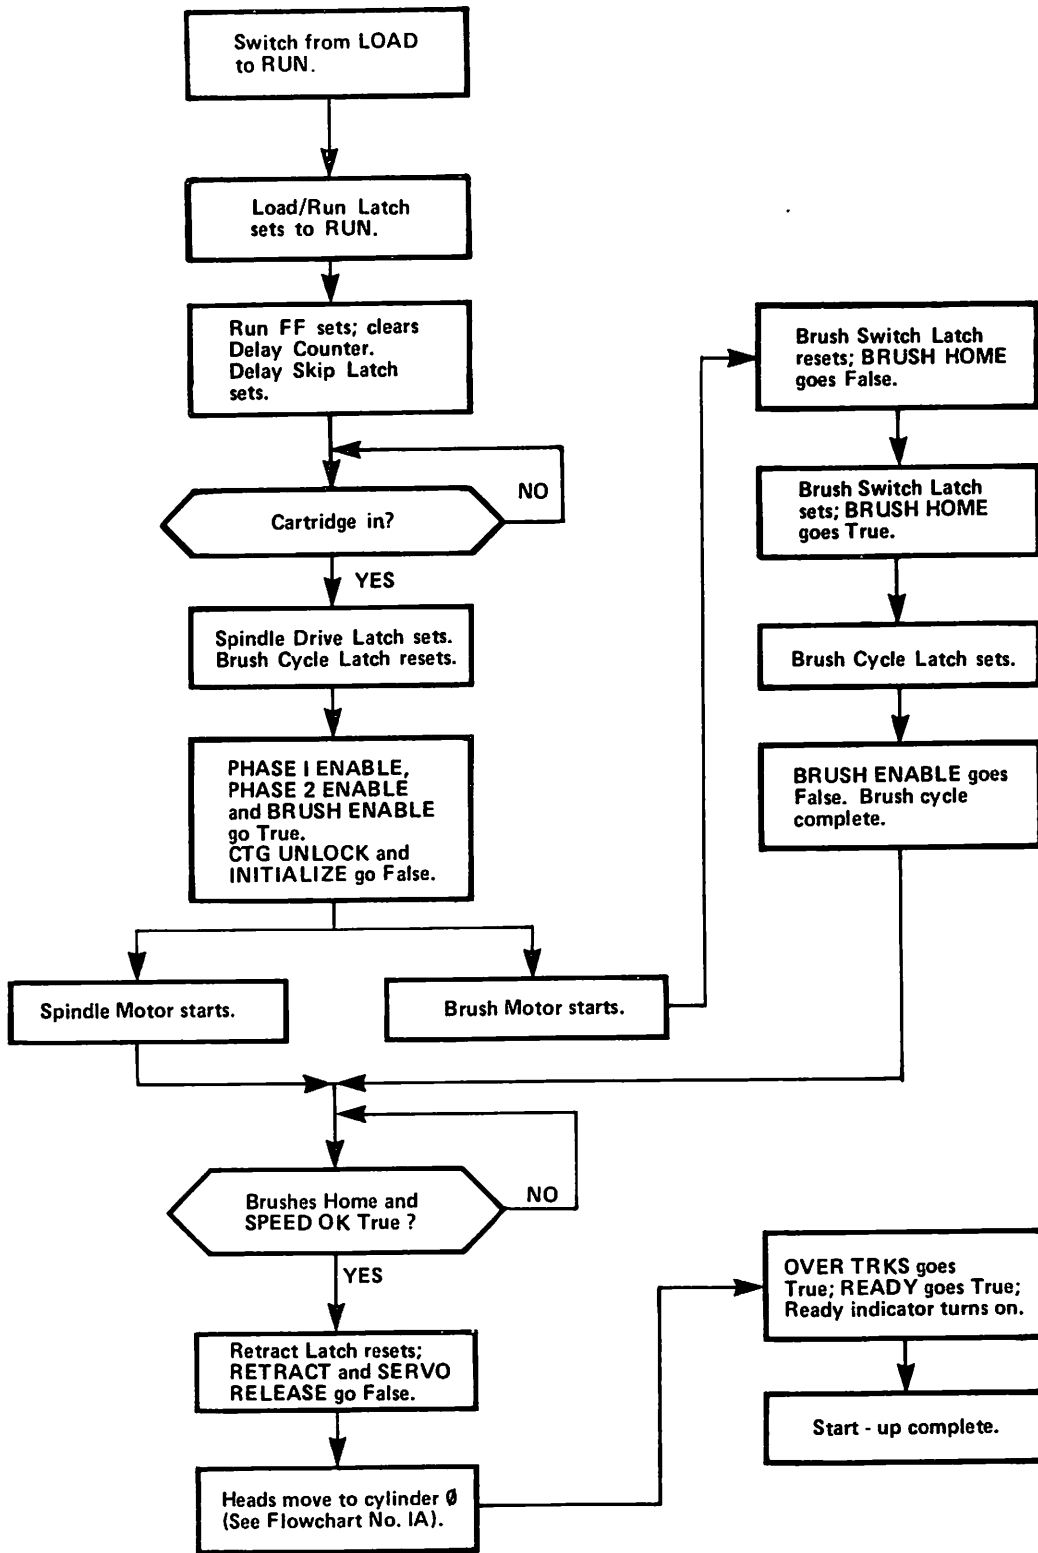 Switch from LOAD
to RUN.
Load/Run Latch
sets to RUN.
Run FF sets; clears
Delay Counter.
Delay Skip Latch
sets.
Cartridge in?
NO
YES
Spindle Drive Latch sets.
Brush Cycle Latch resets.
PHASE I ENABLE,
PHASE 2 ENABLE
and BRUSH ENABLE
go True.
CTG UNLOCK and
INITIALIZE go False.
Spindle Motor starts.
Brush Motor starts.
Brush Switch Latch
resets; BRUSH HOME
goes False.
Brush Switch Latch
sets; BRUSH HOME
goes True.
Brush Cycle Latch sets.
BRUSH ENABLE goes
False. Brush cycle
complete.
Brushes Home and
SPEED OK True ?
NO
YES
Retract Latch resets;
RETRACT and SERVO
RELEASE go False.
Heads move to cylinder Ø
(See Flowchart No. IA).
OVER TRKS goes
True; READY goes True;
Ready indicator turns on.
Start - up complete.